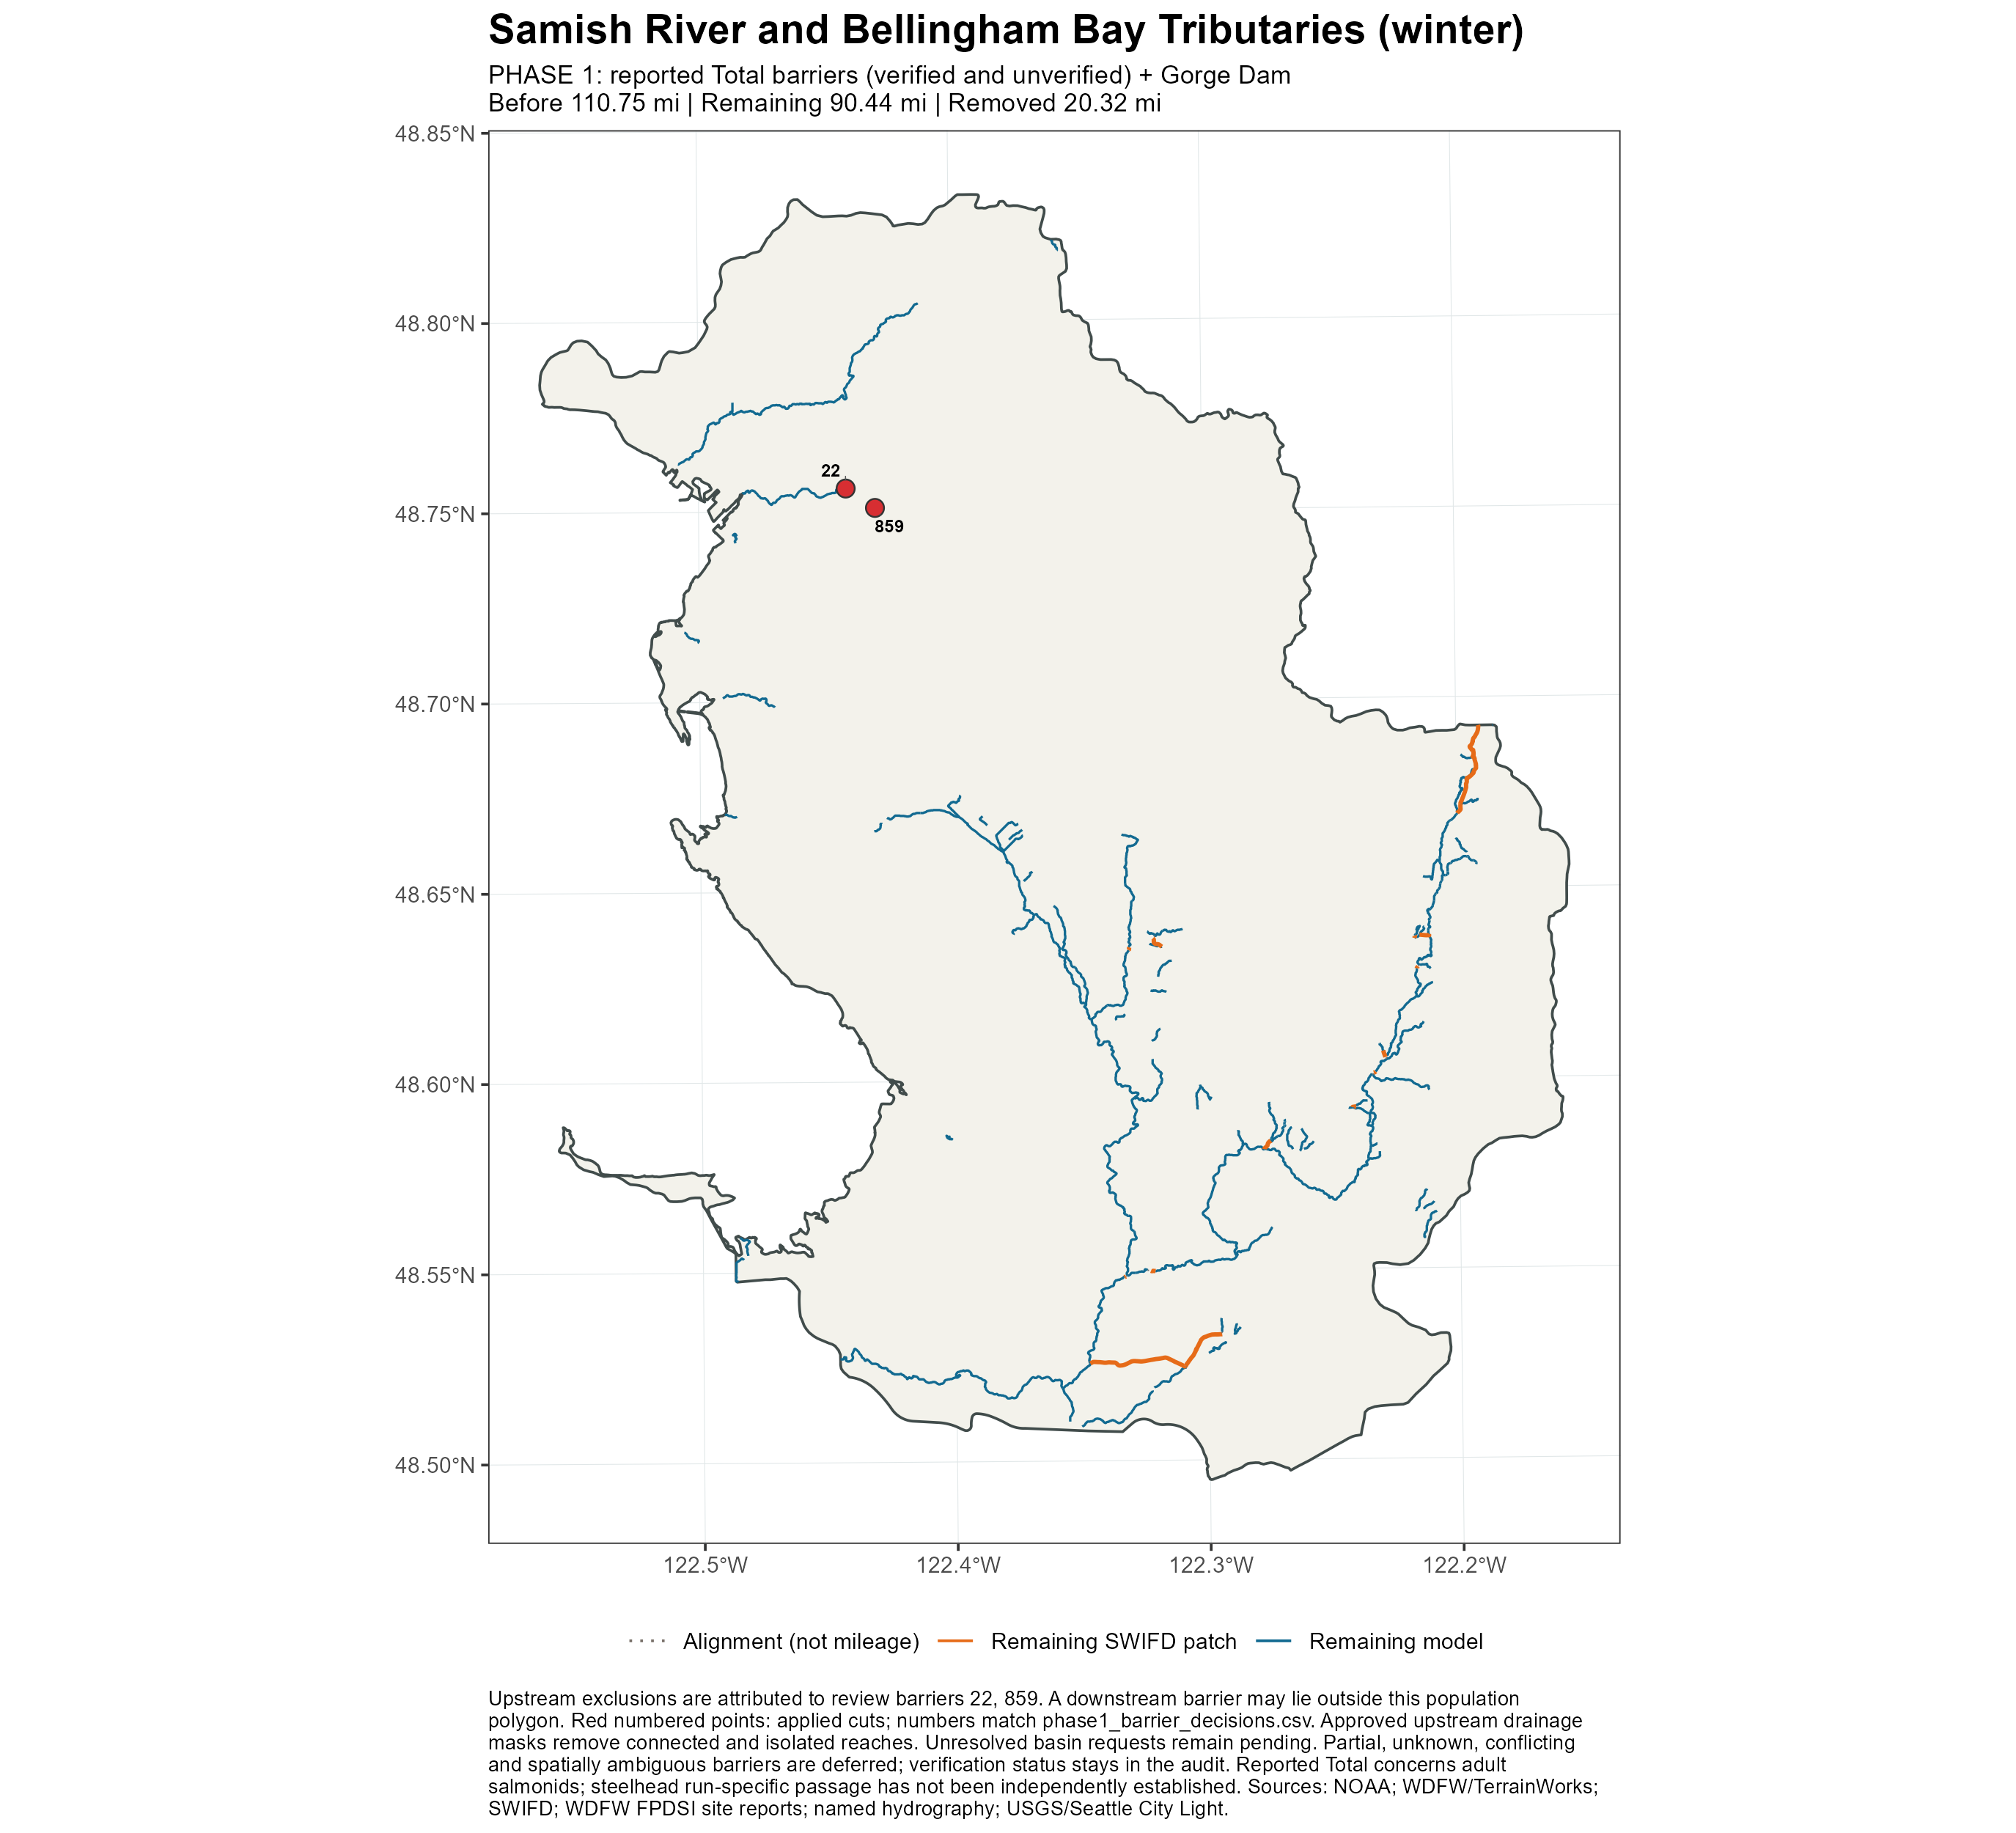 Samish River and Bellingham Bay Tributaries (winter)
PHASE 1: reported Total barriers (verified and unverified) + Gorge Dam
Before 110.75 mi | Remaining 90.44 mi | Removed 20.32 mi
48.85°N
48.80°N
22
48.75°N
859
48.70°N
48.65°N
48.60°N
48.55°N
48.50°N
122.5°W
122.4°W
122.3°W
122.2°W
Alignment (not mileage)
Remaining SWIFD patch
Remaining model
Upstream exclusions are attributed to review barriers 22, 859. A downstream barrier may lie outside this population
polygon. Red numbered points: applied cuts; numbers match phase1_barrier_decisions.csv. Approved upstream drainage
masks remove connected and isolated reaches. Unresolved basin requests remain pending. Partial, unknown, conflicting
and spatially ambiguous barriers are deferred; verification status stays in the audit. Reported Total concerns adult
salmonids; steelhead run-specific passage has not been independently established. Sources: NOAA; WDFW/TerrainWorks;
SWIFD; WDFW FPDSI site reports; named hydrography; USGS/Seattle City Light.